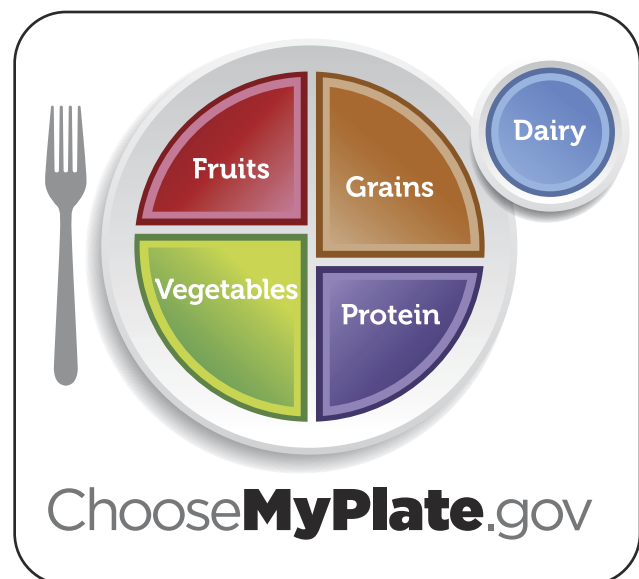 Dairy
Fruits
Grains
Vegetables
Protein
ChooseMyPlate.gov